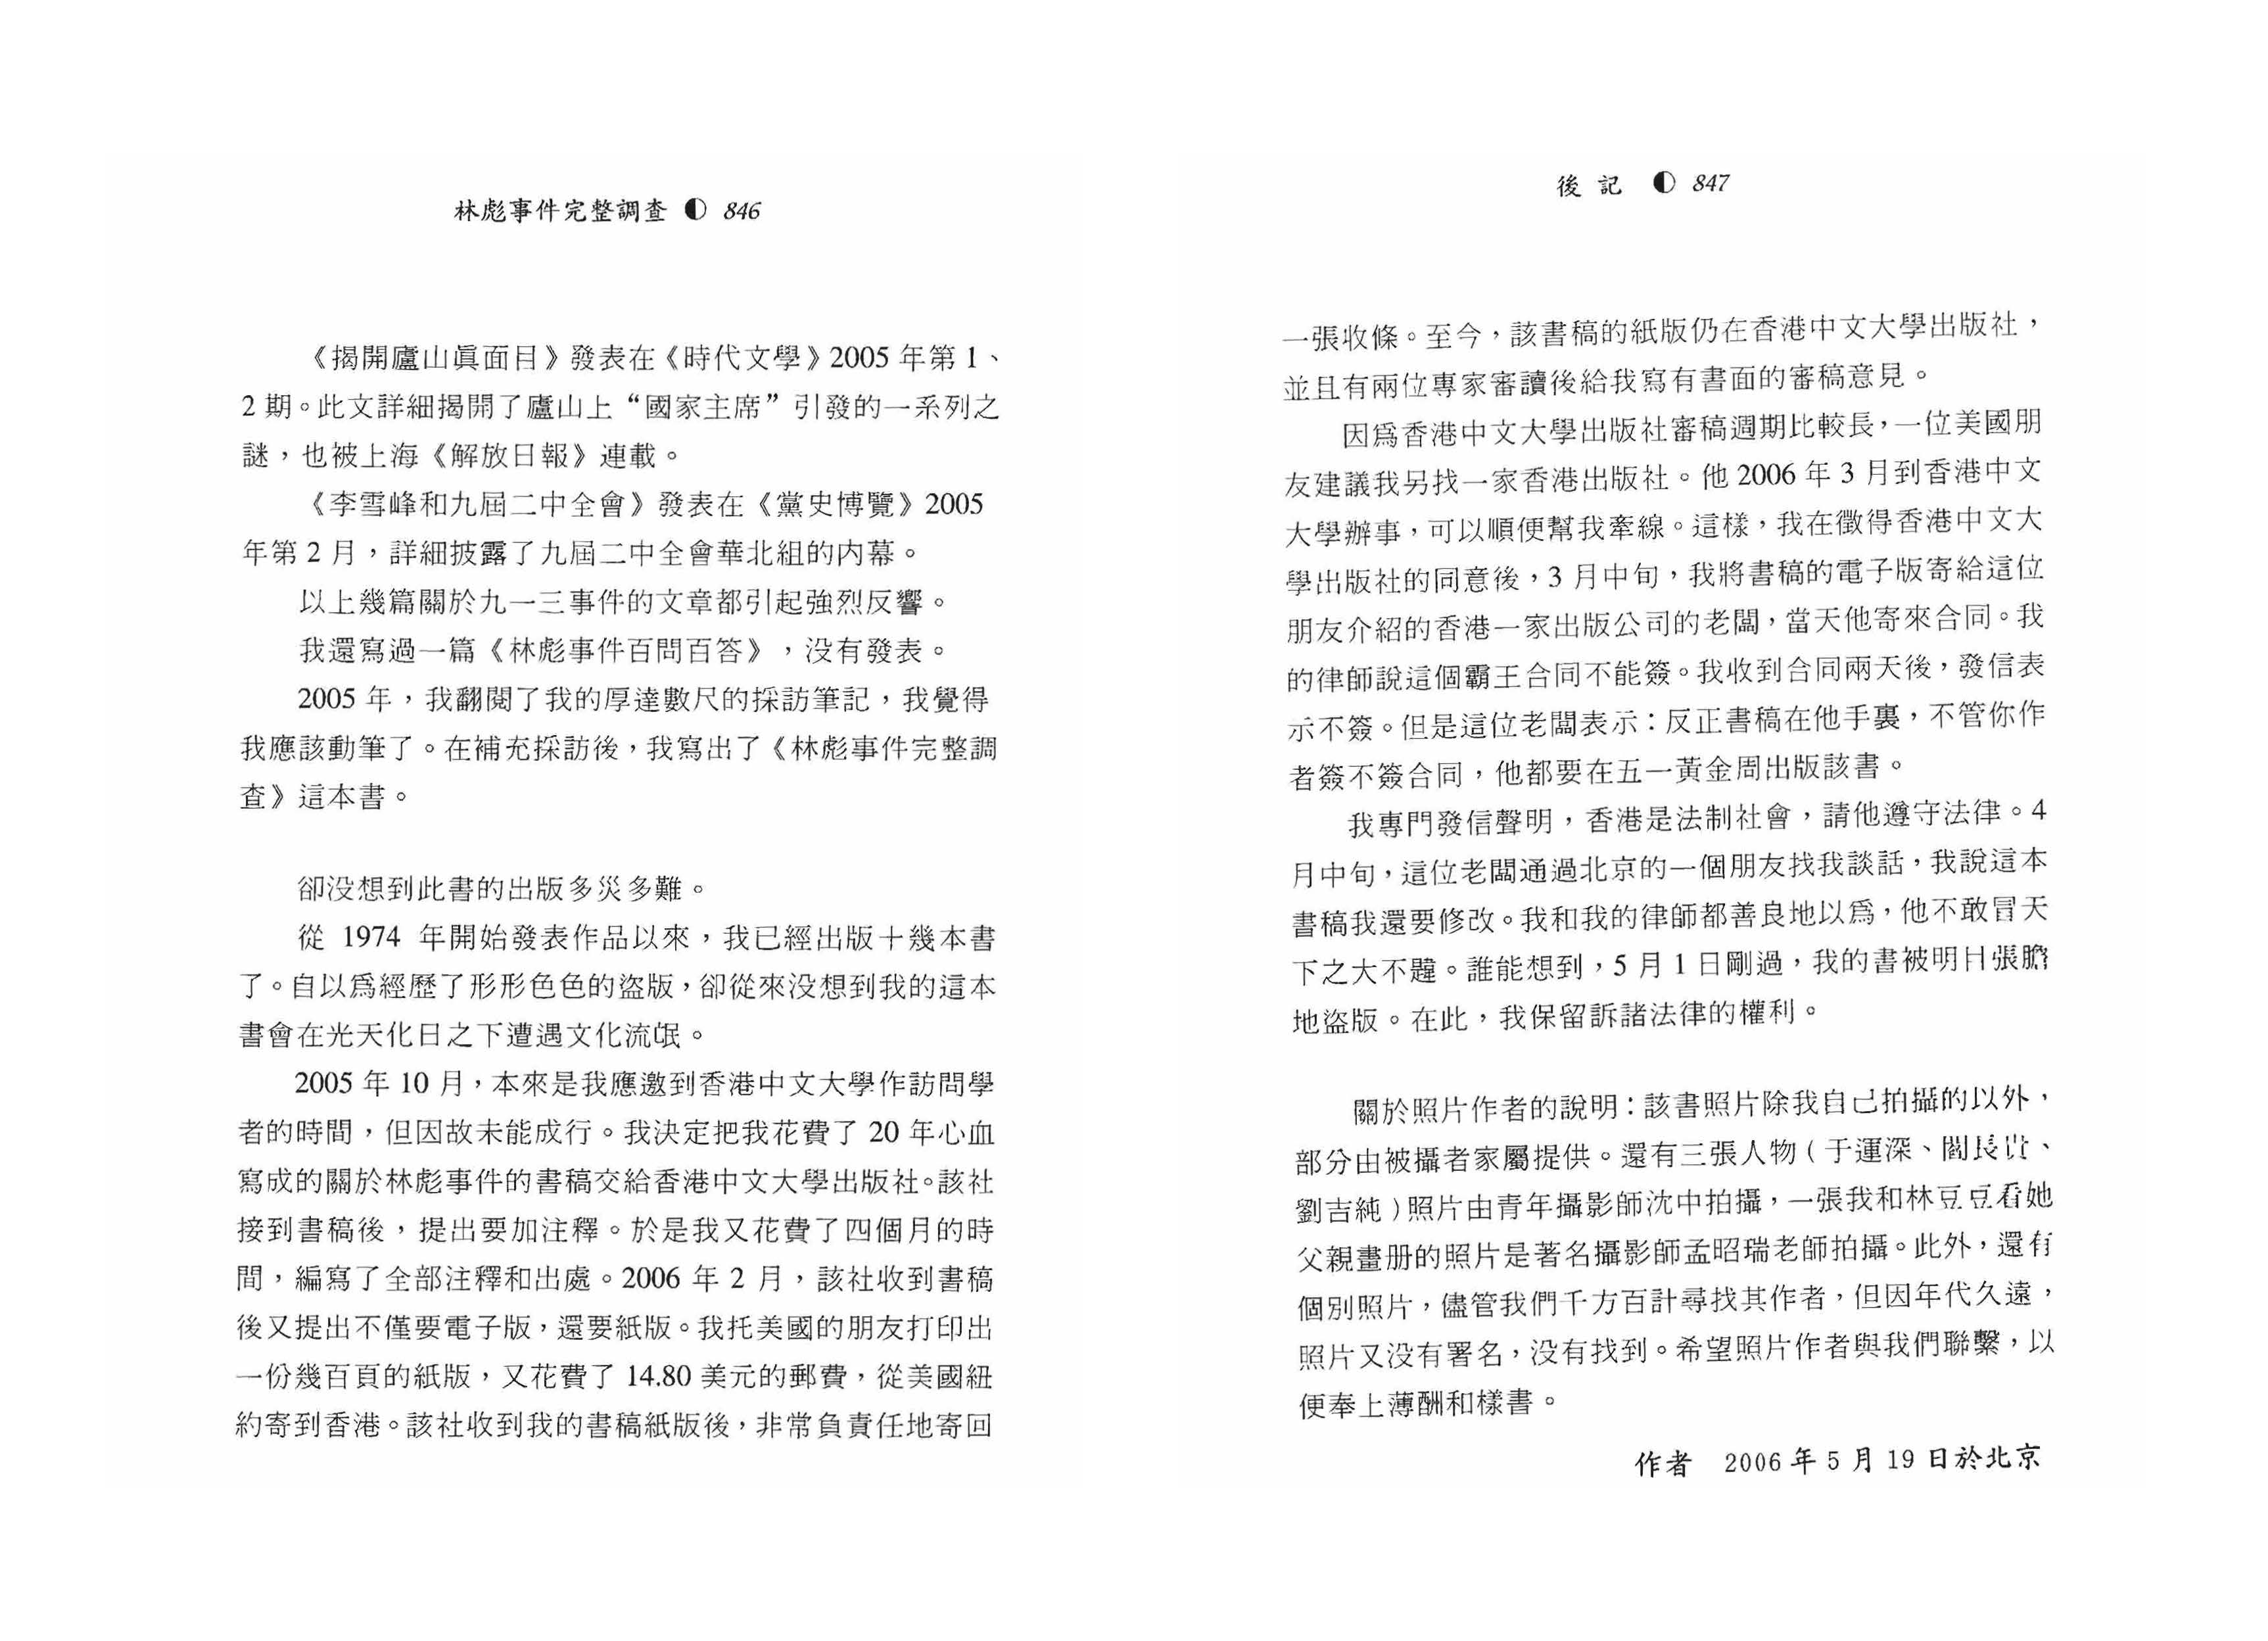 林彪事件完整調查 ◐ 846
《揭開廬山眞面目》發表在《時代文學》2005 年第 1、
2 期。此文詳細揭開了廬山上“國家主席”引發的一系列之
謎，也被上海《解放日報》連載。
《李雪峰和九屆二中全會》發表在《黨史博覽》2005
年第 2 月，詳細披露了九屆二中全會華北組的内幕。
以上幾篇關於九一三事件的文章都引起強烈反響。
我還寫過一篇《林彪事件百問百答》，没有發表。
2005 年，我翻閱了我的厚達數尺的採訪筆記，我覺得
我應該動筆了。在補充採訪後，我寫出了《林彪事件完整調
查》這本書。
卻没想到此書的出版多災多難。
從 1974 年開始發表作品以來，我已經出版十幾本書
了。自以爲經歷了形形色色的盜版，卻從來没想到我的這本
書會在光天化日之下遭遇文化流氓。
2005 年 10 月，本來是我應邀到香港中文大學作訪問學
者的時間，但因故未能成行。我決定把我花費了 20 年心血
寫成的關於林彪事件的書稿交給香港中文大學出版社。該社
接到書稿後，提出要加注釋。於是我又花費了四個月的時
間，編寫了全部注釋和出處。2006 年 2 月，該社收到書稿
後又提出不僅要電子版，還要紙版。我托美國的朋友打印出
一份幾百頁的紙版，又花費了 14.80 美元的郵費，從美國紐
約寄到香港。該社收到我的書稿紙版後，非常負責任地寄回
後記 ◐ 847
一張收條。至今，該書稿的紙版仍在香港中文大學出版社，
並且有兩位專家審讀後給我寫有書面的審稿意見。
因爲香港中文大學出版社審稿週期比較長，一位美國朋
友建議我另找一家香港出版社。他 2006 年 3 月到香港中文
大學辦事，可以順便幫我牽線。這樣，我在徵得香港中文大
學出版社的同意後，3 月中旬，我將書稿的電子版寄給這位
朋友介紹的香港一家出版公司的老闆，當天他寄來合同。我
的律師說這個霸王合同不能簽。我收到合同兩天後，發信表
示不簽。但是這位老闆表示：反正書稿在他手裏，不管你作
者簽不簽合同，他都要在五一黃金周出版該書。
我專門發信聲明，香港是法制社會，請他遵守法律。4
月中旬，這位老闆通過北京的一個朋友找我談話，我說這本
書稿我還要修改。我和我的律師都善良地以爲，他不敢冒天
下之大不韙。誰能想到，5 月 1 日剛過，我的書被明目張膽
地盜版。在此，我保留訴諸法律的權利。
關於照片作者的說明：該書照片除我自己拍攝的以外，
部分由被攝者家屬提供。還有三張人物（于運深、閻長貴、
劉吉純）照片由青年攝影師沈中拍攝，一張我和林豆豆看她
父親畫册的照片是著名攝影師孟昭瑞老師拍攝。此外，還有
個別照片，儘管我們千方百計尋找其作者，但因年代久遠，
照片又没有署名，没有找到。希望照片作者與我們聯繫，以
便奉上薄酬和樣書。
作者 2006 年 5 月 19 日於北京